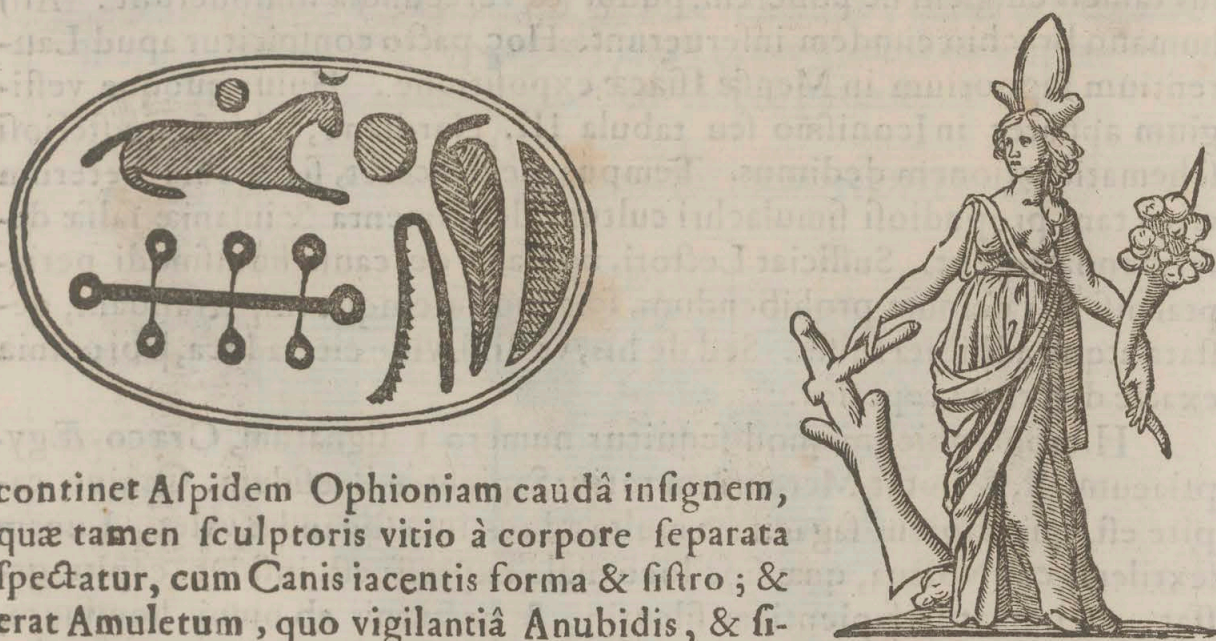 continet Aſpidem Ophioniam caudâ inſignem,
quæ tamen ſculptoris vitio à corpore ſeparata
ſpectatur, cum Canis iacentis forma & ſiſtro; &
erat Amuletum, quo vigilantiâ Anubidis, & ſi-